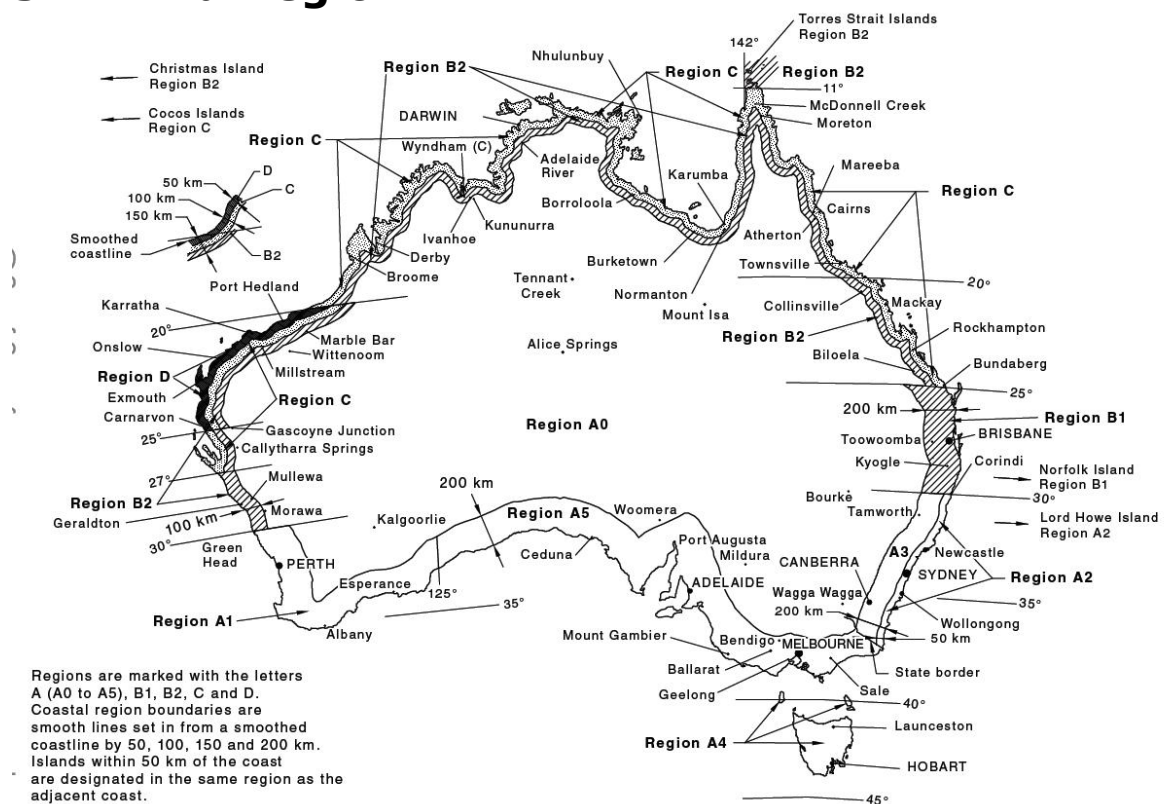 Torres Strait Islands
Region B2
142°
Nhulunbuy
Christmas Island
Region B2
Region B2
Region C
Region B2
11°
Cocos Islands
Region C
DARWIN
McDonnell Creek
Moreton
Region C
Wyndham (C)
D
50 km
C
100 km
150 km
Adelaide
River
Karumba
Mareeba
Region C
Borroloola
Cairns
Smoothed
coastline
B2
Kununurra
Ivanhoe
Atherton
Derby
Broome
Burketown
Townsville
Port Hedland
Tennant
Creek
20°
Karratha
Normanton
Collinsville
Mackay
Mount Isa
20°
Onslow
Marble Bar
Wittenoom
Region B2
Rockhampton
Alice Springs
Biloela
Region D
Millstream
Bundaberg
Exmouth
Region C
25°
Carnarvon
200 km
Region B1
25°
Gascoyne Junction
Region A0
Toowoomba
BRISBANE
Callytharra Springs
Kyogle
Corindi
27°
Mullewa
Norfolk Island
Region B1
Region B2
200 km
Bourke
30°
Geraldton
100 km
Morawa
Region A5
Woomera
Tamworth
Lord Howe Island
Region A2
30°
Green
Head
Kalgoorlie
Ceduna
Port Augusta
Mildura
A3
Newcastle
PERTH
CANBERRA
SYDNEY
Region A2
Esperance
125°
ADELAIDE
Wagga Wagga
35°
35°
200 km
Wollongong
Region A1
Albany
Mount Gambier
Bendigo
MELBOURNE
50 km
Ballarat
State border
Geelong
Sale
40°
Launceston
Region A4
HOBART
45°
Regions are marked with the letters
A (A0 to A5), B1, B2, C and D.
Coastal region boundaries are
smooth lines set in from a smoothed
coastline by 50, 100, 150 and 200 km.
Islands within 50 km of the coast
are designated in the same region as the
adjacent coast.